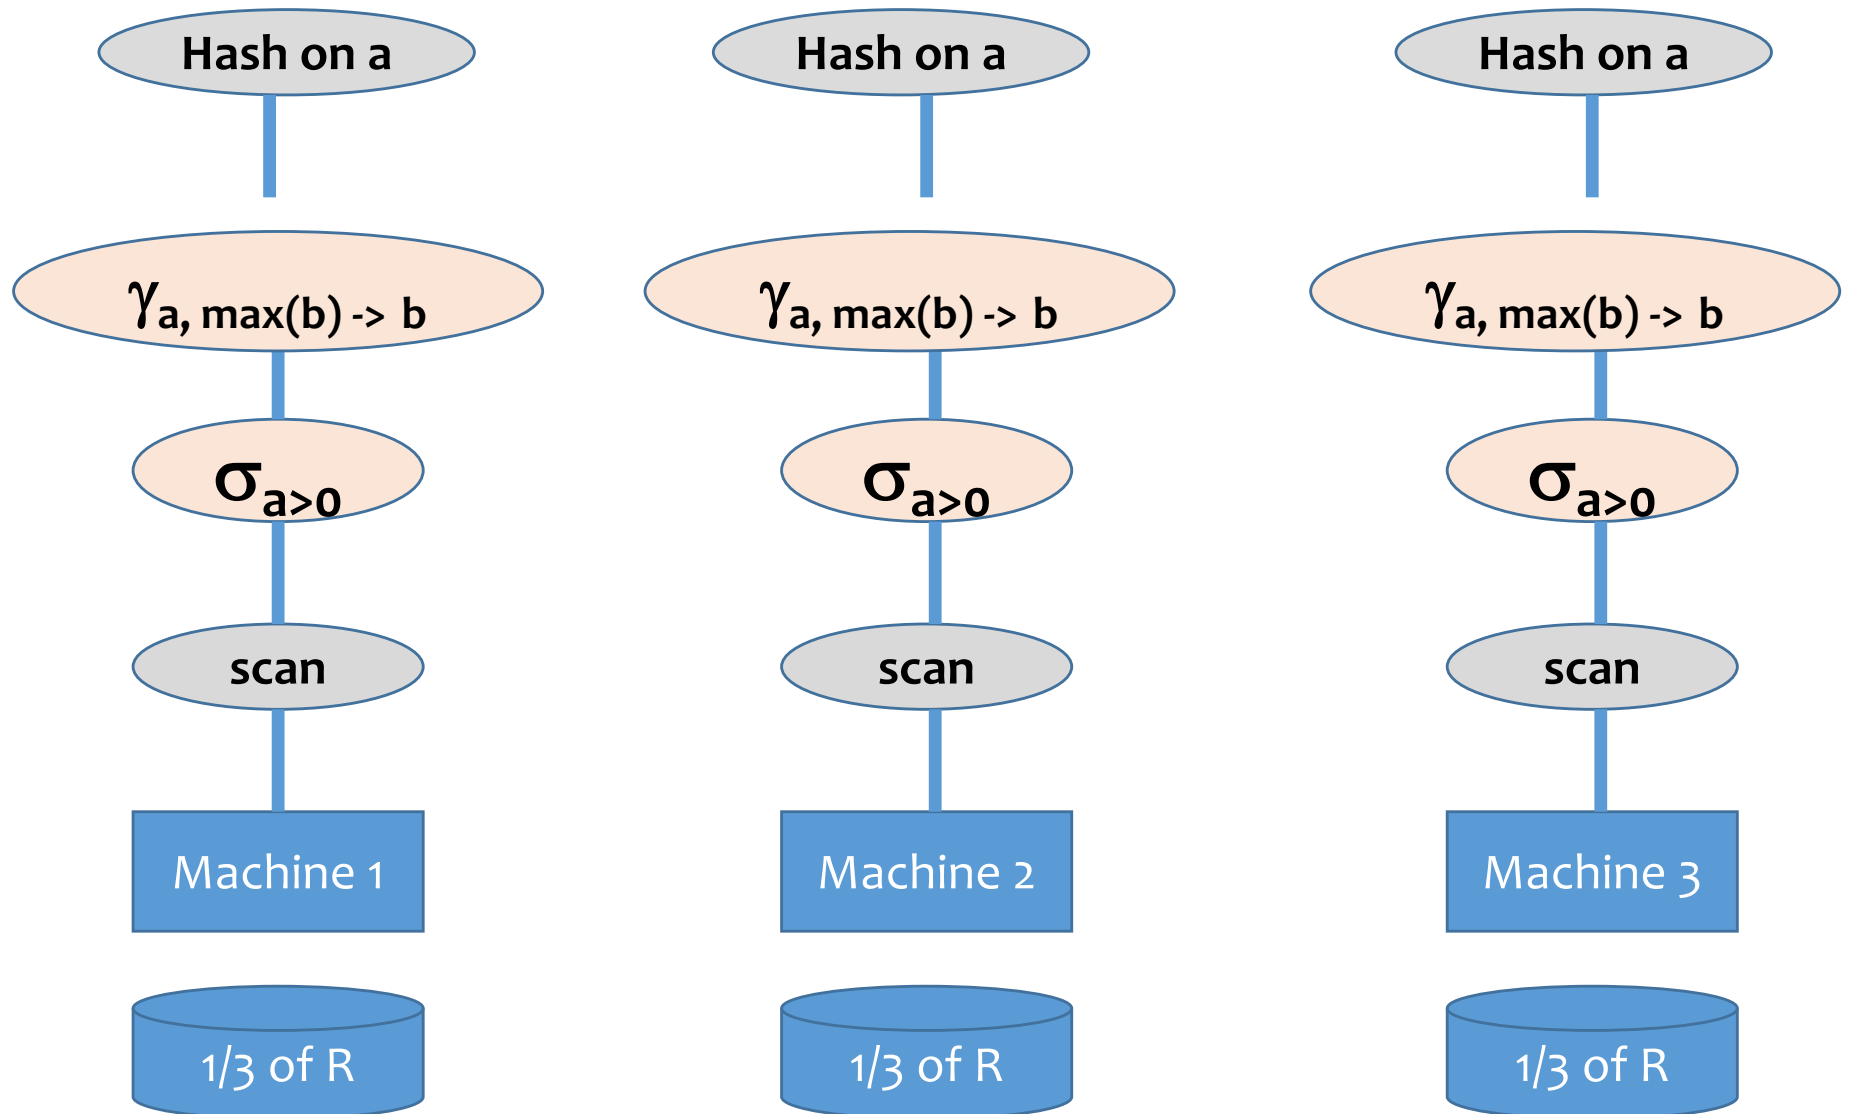 Hash on a
Hash on a
Hash on a
γa, max(b) -> b
γa, max(b) -> b
γa, max(b) -> b
σa>0
σa>0
σa>0
scan
scan
scan
Machine 1
Machine 2
Machine 3
1/3 of R
1/3 of R
1/3 of R